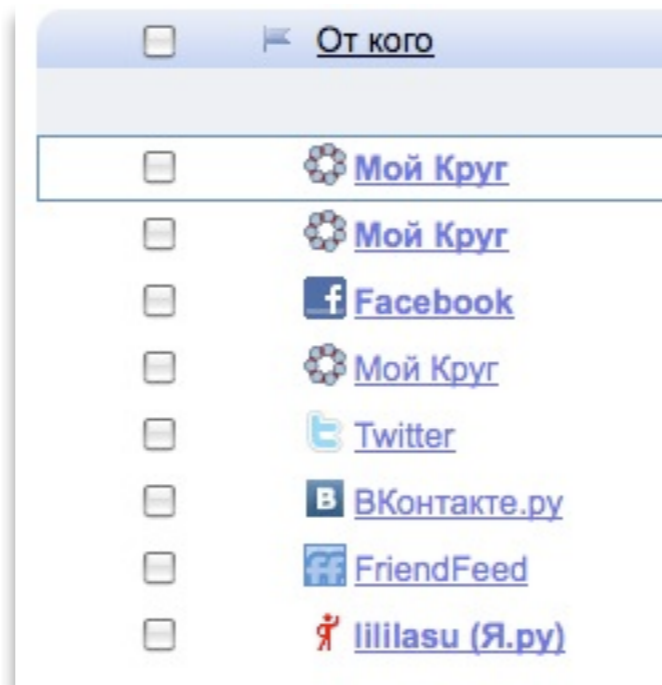 От кого
Мой Круг
Мой Круг
Facebook
Мой Круг
Twitter
ВКонтакте.ру
FriendFeed
lililasu (Я.ру)